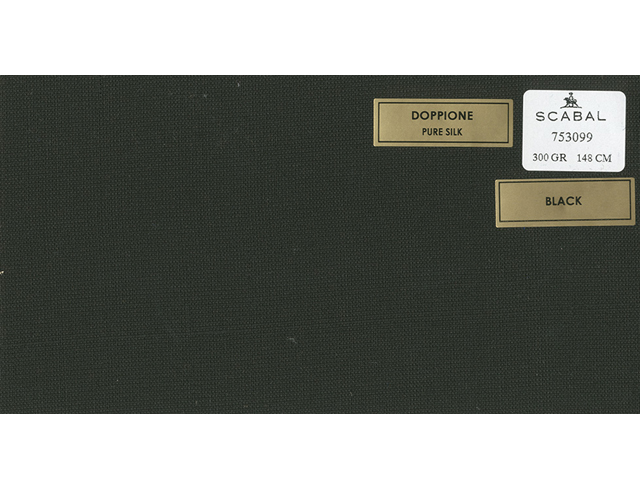 DOPPIONE
PURE SILK
SCABAL
753099
300 GR 148 CM
BLACK